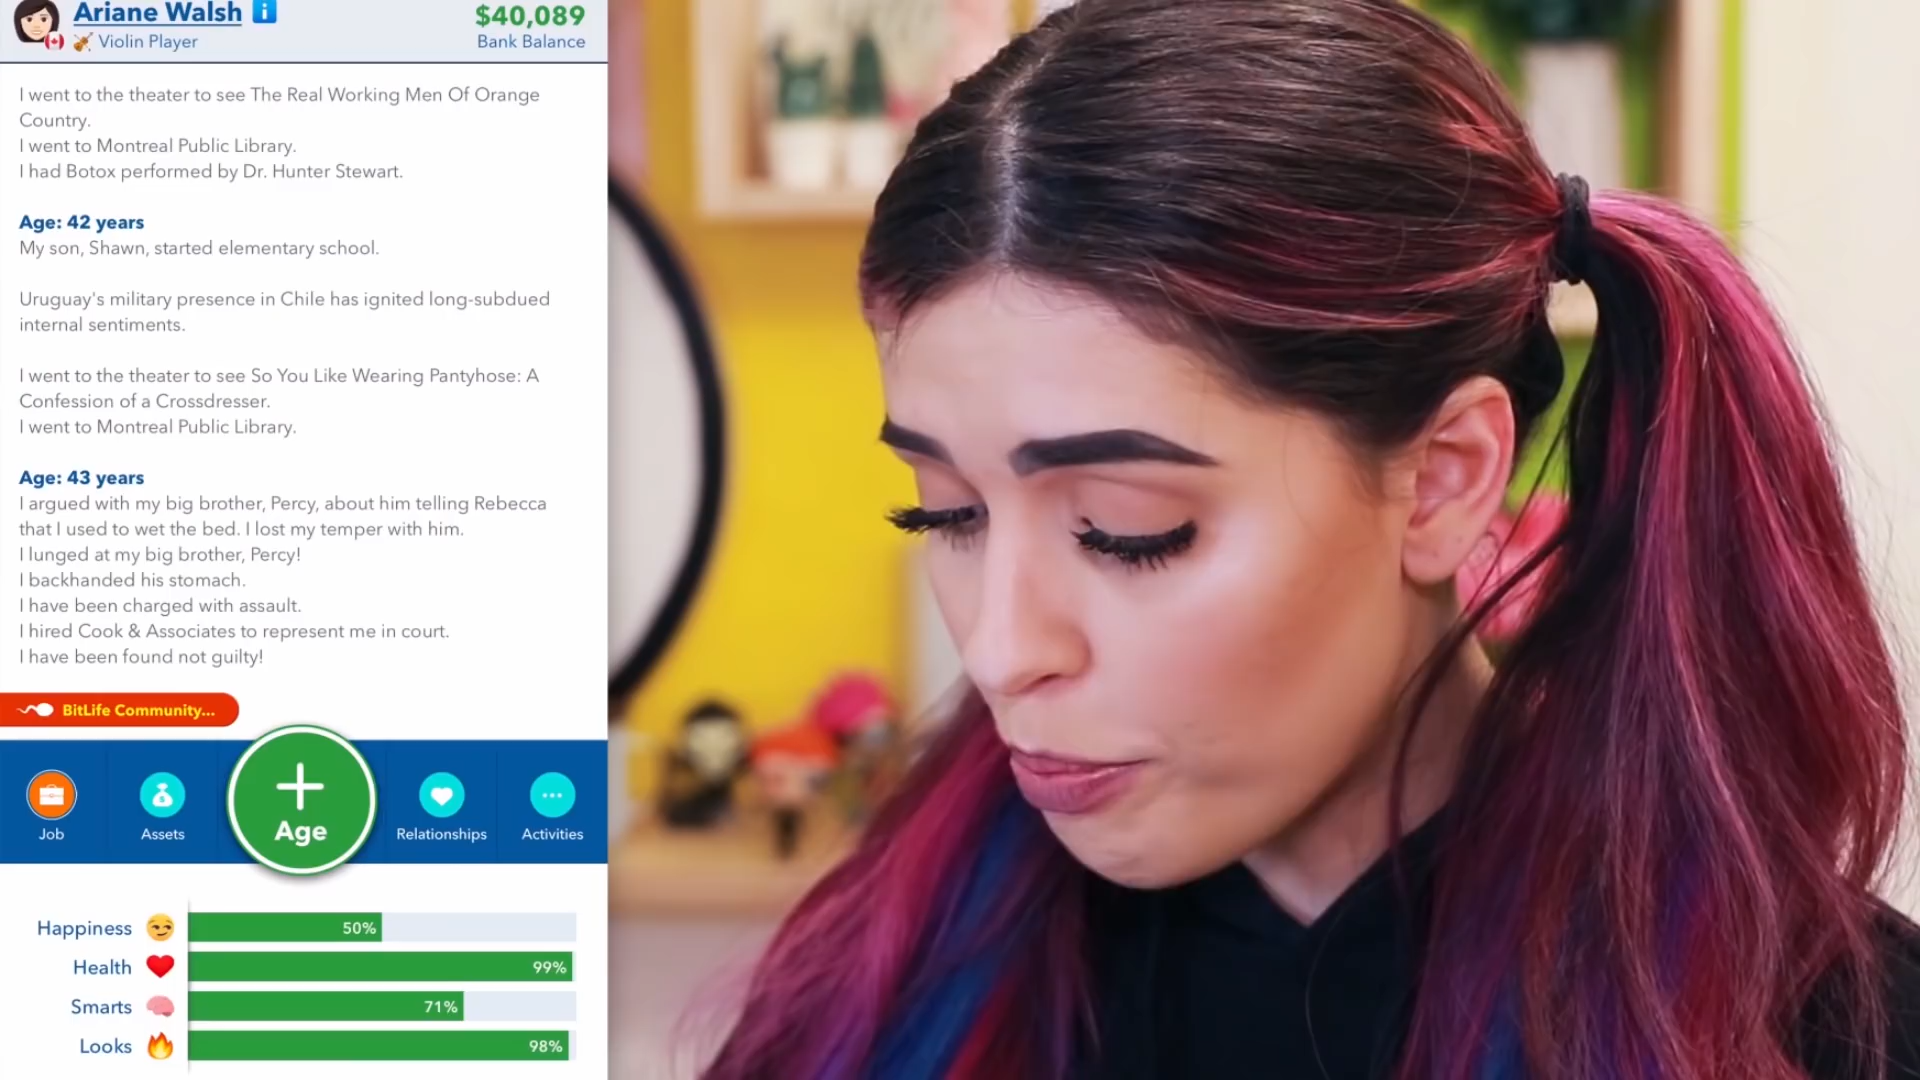 Ariane Walsh
$40,089
Violin Player
Bank Balance
I went to the theater to see The Real Working Men Of Orange
Country.
I went to Montreal Public Library.
I had Botox performed by Dr. Hunter Stewart.
Age: 42 years
My son, Shawn, started elementary school.
Uruguay's military presence in Chile has ignited long-subdued
internal sentiments.
I went to the theater to see So You Like Wearing Pantyhose: A
Confession of a Crossdresser.
I went to Montreal Public Library.
Age: 43 years
I argued with my big brother, Percy, about him telling Rebecca
that I used to wet the bed. I lost my temper with him.
I lunged at my big brother, Percy!
I backhanded his stomach.
I have been charged with assault.
I hired Cook & Associates to represent me in court.
I have been found not guilty!
BitLife Community...
Job
Assets
Age
Relationships
Activities
Happiness
50%
Health
99%
Smarts
71%
Looks
98%